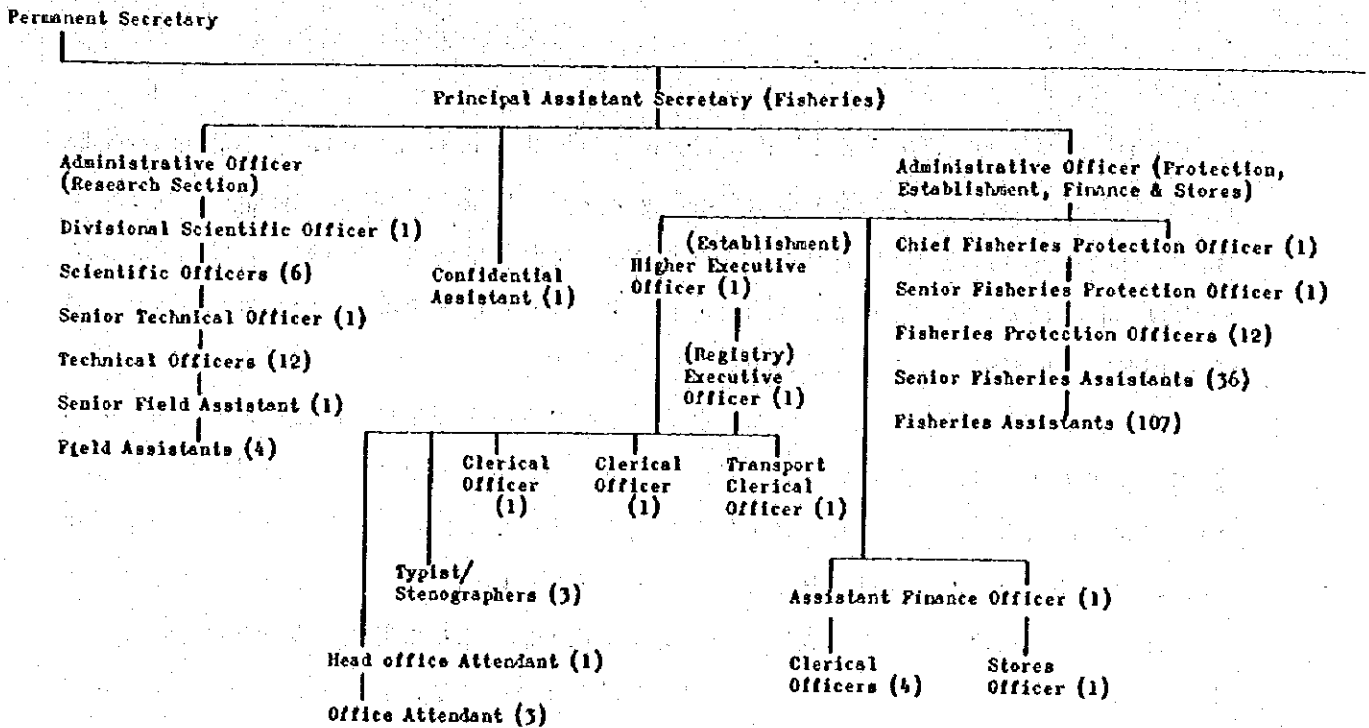 Permanent Secretary
Principal Assistant Secretary (Fisheries)
Administrative Officer
(Research Section)
Divisional Scientific Officer (1)
Scientific Officers (6)
Senior Technical Officer (1)
Technical Officers (12)
Senior Field Assistant (1)
Field Assistants (4)
Confidential
Assistant (1)
Administrative Officer (Protection,
Establishment, Finance & Stores)
(Establishment)
Higher Executive
Officer (1)
(Registry)
Executive
Officer (1)
Chief Fisheries Protection Officer (1)
Senior Fisheries Protection Officer (1)
Fisheries Protection Officers (12)
Senior Fisheries Assistants (36)
Fisheries Assistants (107)
Clerical
Officer
(1)
Clerical
Officer
(1)
Transport
Clerical
Officer (1)
Typist/
Stenographers (3)
Head office Attendant (1)
Office Attendant (3)
Assistant Finance Officer (1)
Clerical
Officers (4)
Stores
Officer (1)